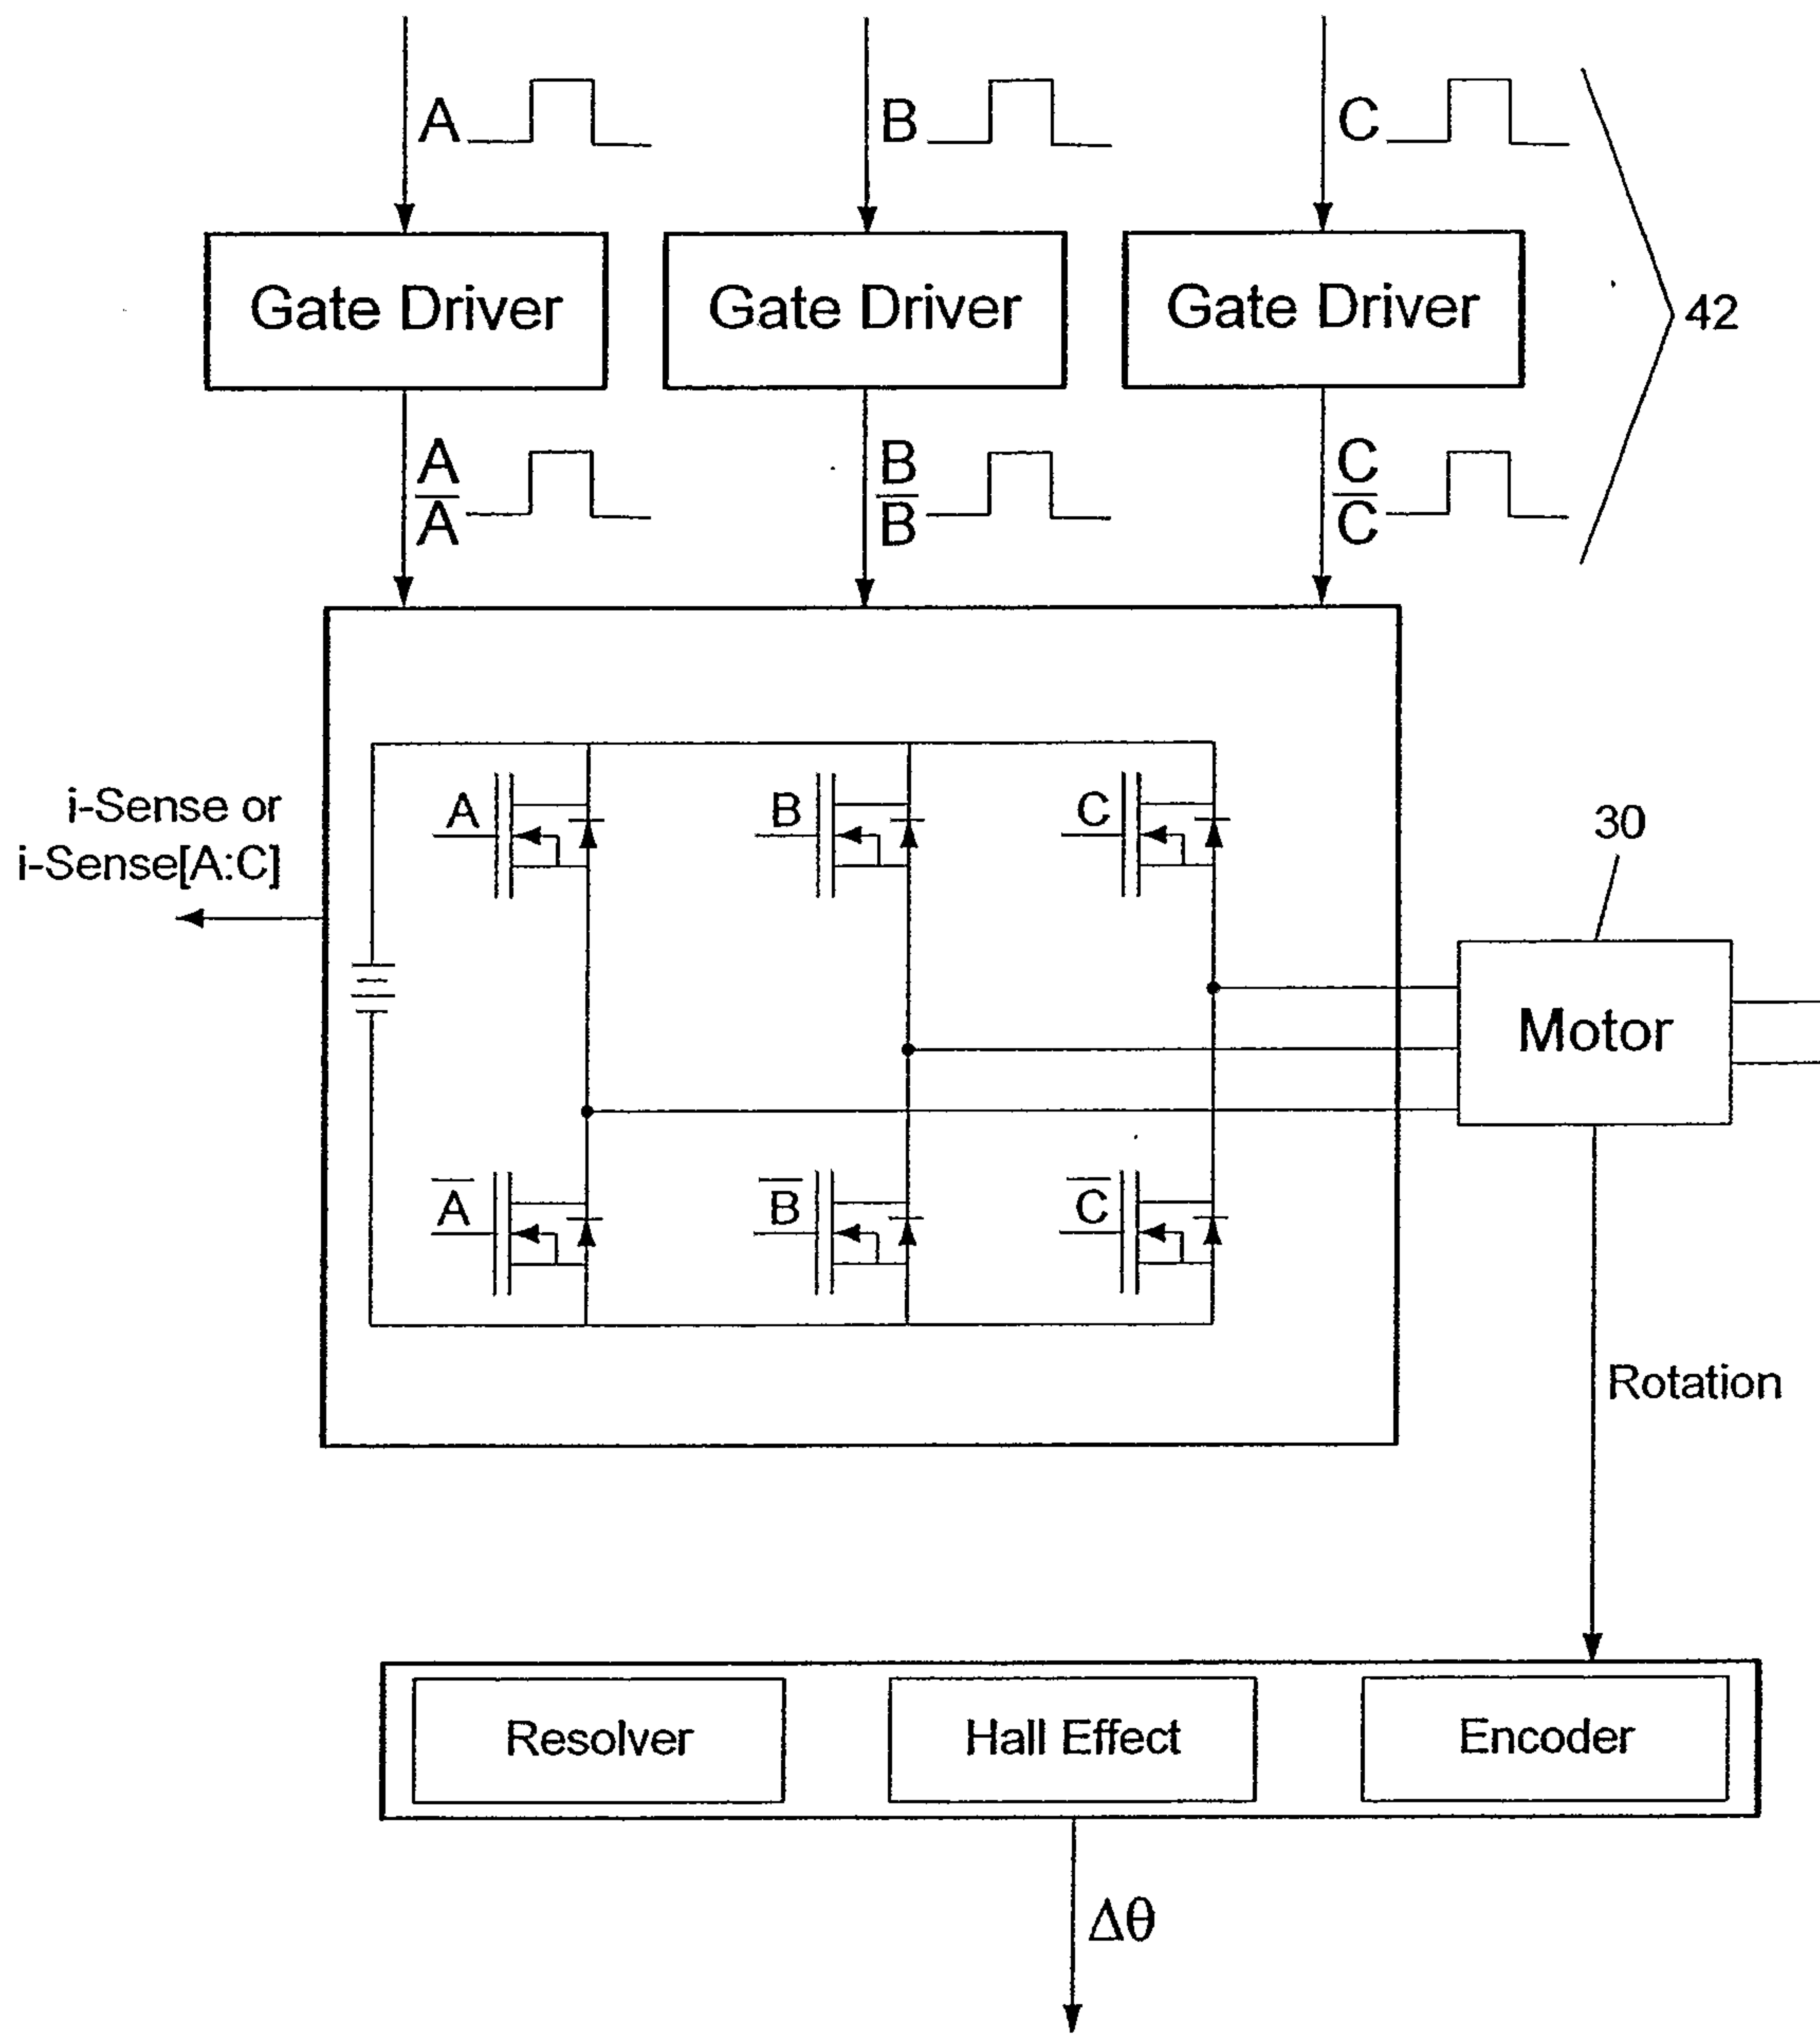 A
B
C
Gate Driver
Gate Driver
Gate Driver
42
A
A̅
B
B̅
C
C̅
i-Sense or
i-Sense[A:C]
A
B
C
30
Motor
A̅
B̅
C̅
Rotation
Resolver
Hall Effect
Encoder
Δθ